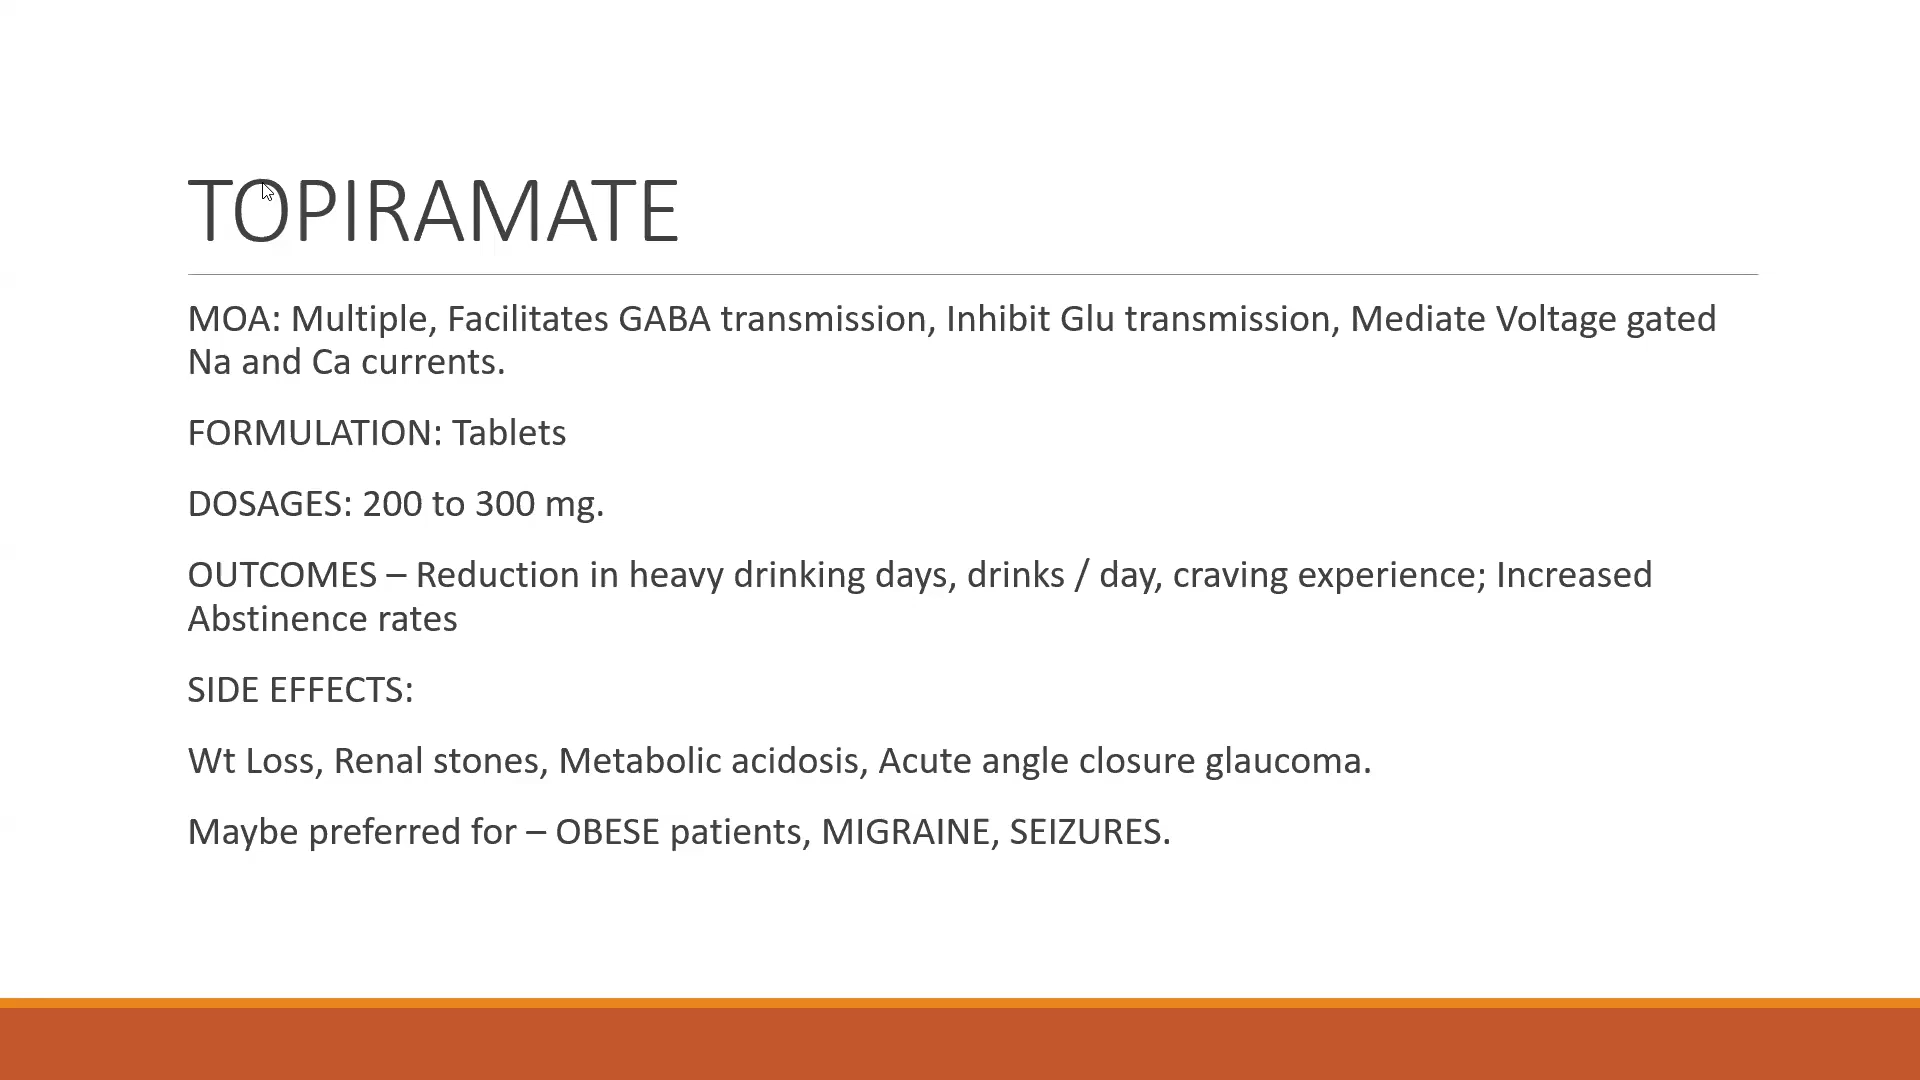 TOPIRAMATE
MOA: Multiple, Facilitates GABA transmission, Inhibit Glu transmission, Mediate Voltage gated
Na and Ca currents.
FORMULATION: Tablets
DOSAGES: 200 to 300 mg.
OUTCOMES – Reduction in heavy drinking days, drinks / day, craving experience; Increased
Abstinence rates
SIDE EFFECTS:
Wt Loss, Renal stones, Metabolic acidosis, Acute angle closure glaucoma.
Maybe preferred for – OBESE patients, MIGRAINE, SEIZURES.